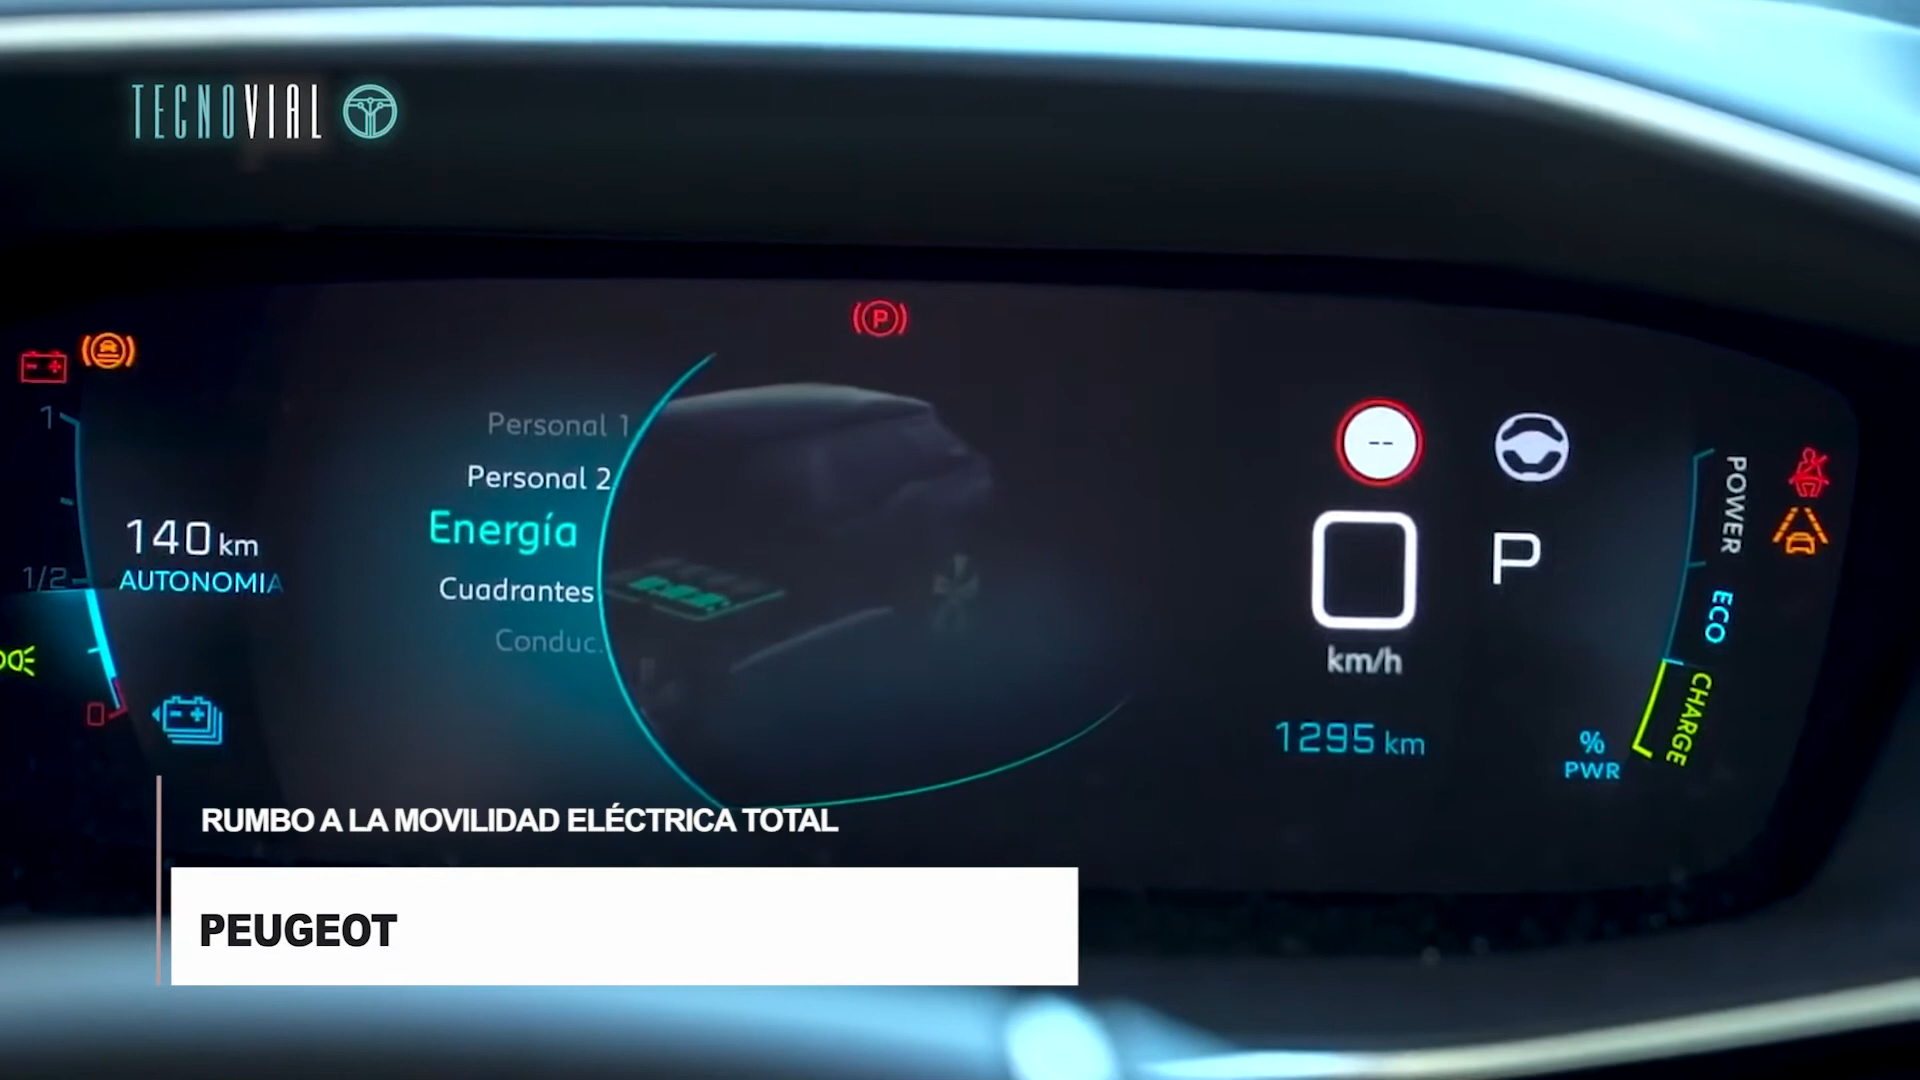 TECNOVIAL
P
1
Personal 1
Personal 2
--
POWER
140 km
Energía
1/2
AUTONOMIA
Cuadrantes
0
P
ECO
Conduc.
km/h
CHARGE
0
1295 km
%
PWR
RUMBO A LA MOVILIDAD ELÉCTRICA TOTAL
PEUGEOT